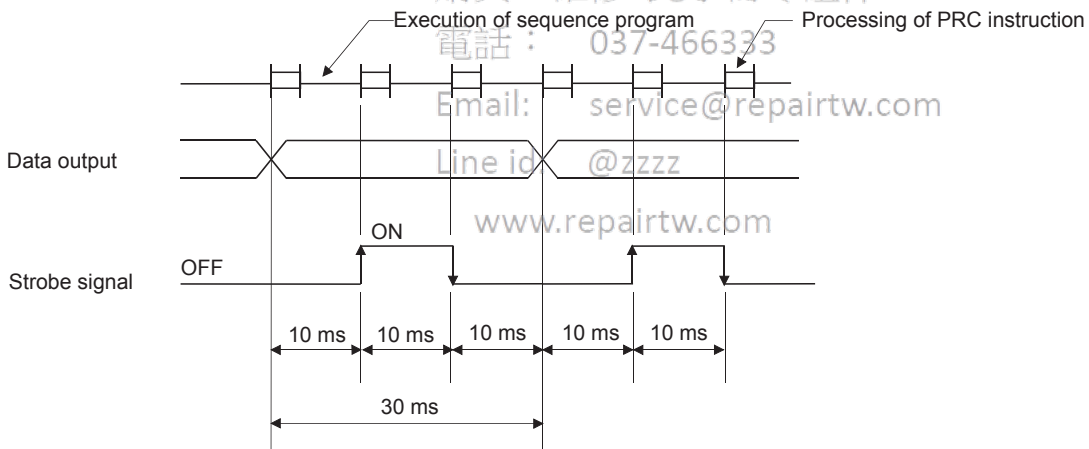 Execution of sequence program
Processing of PRC instruction
電話： 037-466333
Email: service@repairtw.com
Data output
Line id: @zzzz
www.repairtw.com
ON
OFF
Strobe signal
10 ms 10 ms 10 ms 10 ms 10 ms
30 ms